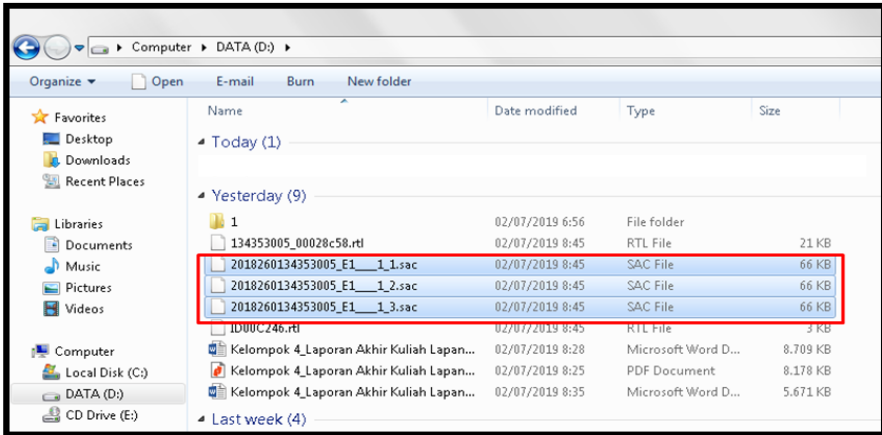 Computer DATA (D:)
Organize Open E-mail Burn New folder
Favorites
Desktop
Downloads
Recent Places
Libraries
Documents
Music
Pictures
Videos
Computer
Local Disk (C:)
DATA (D:)
CD Drive (E:)
Name Date modified Type Size
Today (1)
Yesterday (9)
1 02/07/2019 6:56 File folder
134353005_00028c58.rtl 02/07/2019 8:45 RTL File 21 KB
2018260134353005_E1___1_1.sac 02/07/2019 8:45 SAC File 66 KB
2018260134353005_E1___1_2.sac 02/07/2019 8:45 SAC File 66 KB
2018260134353005_E1___1_3.sac 02/07/2019 8:45 SAC File 66 KB
ID00C246.rtl 02/07/2019 8:45 RTL File 3 KB
Kelompok 4_Laporan Akhir Kuliah Lapan... 02/07/2019 8:28 Microsoft Word D... 8.709 KB
Kelompok 4_Laporan Akhir Kuliah Lapan... 02/07/2019 8:25 PDF Document 8.178 KB
Kelompok 4_Laporan Akhir Kuliah Lapan... 02/07/2019 8:25 Microsoft Word D... 5.671 KB
Last week (4)